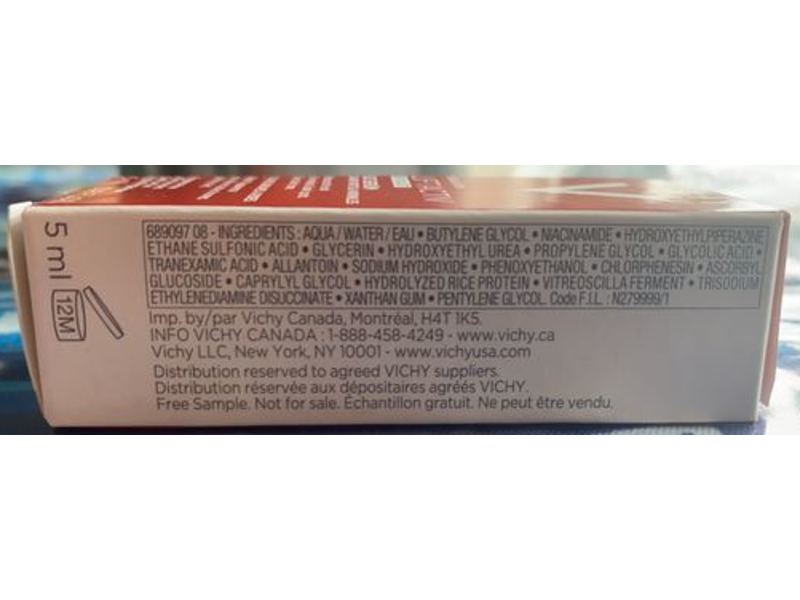 689097 08 - INGREDIENTS : AQUA / WATER / EAU • BUTYLENE GLYCOL • NIACINAMIDE • HYDROXYETHYLPIPERAZINE
ETHANE SULFONIC ACID • GLYCERIN • HYDROXYETHYL UREA • PROPYLENE GLYCOL • GLYCOLIC ACID •
TRANEXAMIC ACID • ALLANTOIN • SODIUM HYDROXIDE • PHENOXYETHANOL • CHLORPHENESIN • ASCORBYL
GLUCOSIDE • CAPRYLYL GLYCOL • HYDROLYZED RICE PROTEIN • VITREOSCILLA FERMENT • TRISODIUM
ETHYLENEDIAMINE DISUCCINATE • XANTHAN GUM • PENTYLENE GLYCOL. Code F.I.L. : N279999/1
Imp. by/par Vichy Canada, Montréal, H4T 1K5.
INFO VICHY CANADA : 1-888-458-4249 - www.vichy.ca
Vichy LLC, New York, NY 10001 - www.vichyusa.com
Distribution reserved to agreed VICHY suppliers.
Distribution réservée aux dépositaires agréés VICHY.
Free Sample. Not for sale. Échantillon gratuit. Ne peut être vendu.
5 ml
12M